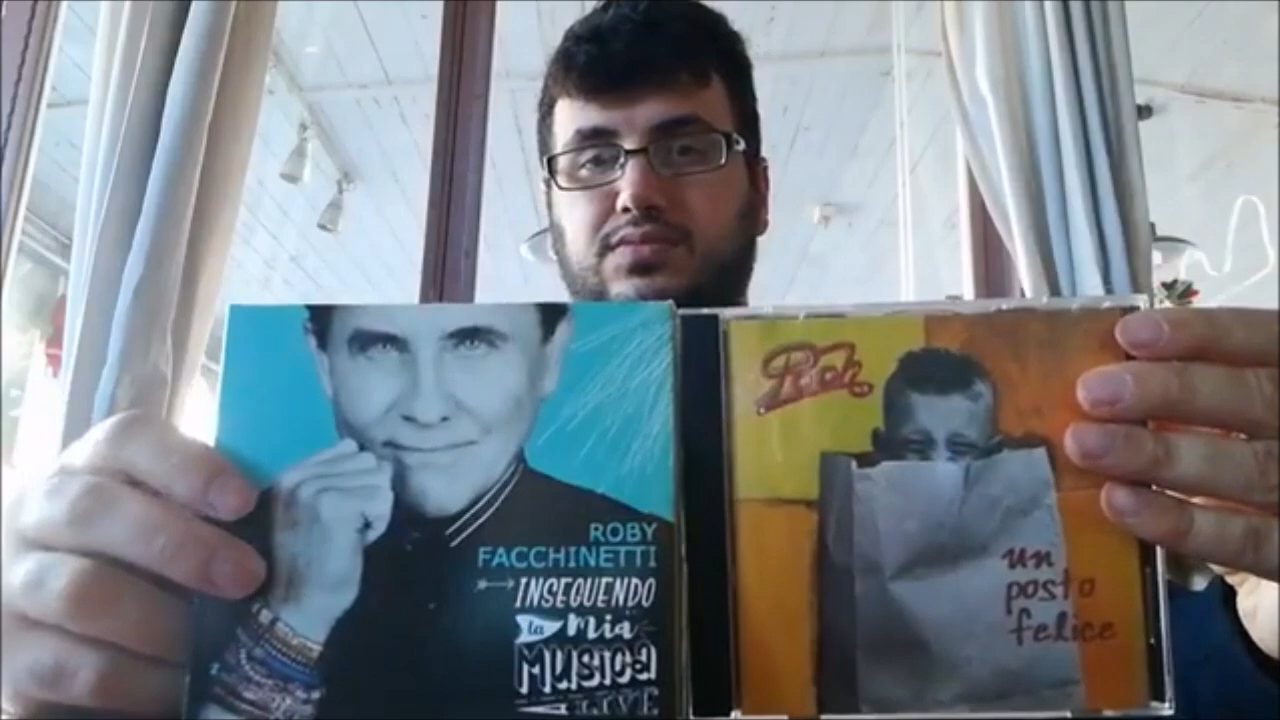 ROBY
FACCHINETTI
INSEGUENDO
la Mia
MUSICA
LIVE
Pooh
un
posto
felice